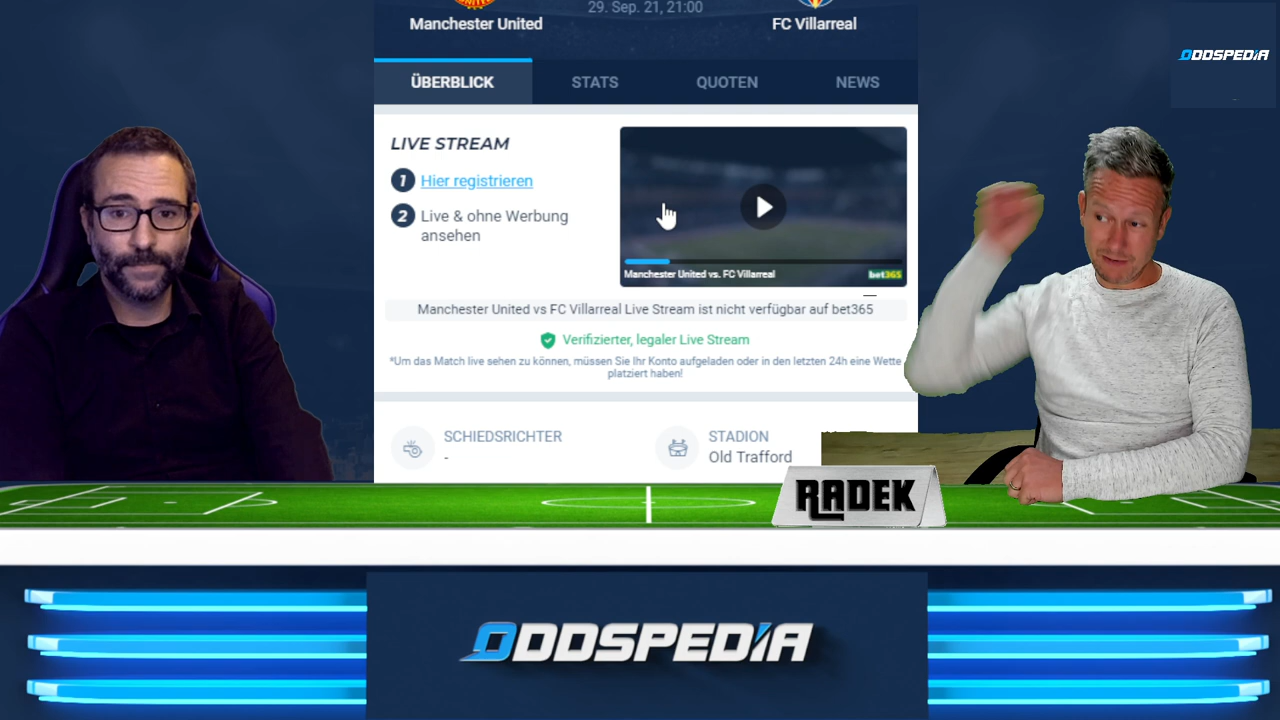 29. Sep. 21, 21:00
Manchester United
FC Villarreal
ODDSPEDIA
ÜBERBLICK
STATS
QUOTEN
NEWS
LIVE STREAM
1 Hier registrieren
2 Live & ohne Werbung
ansehen
Manchester United vs. FC Villarreal
bet365
Manchester United vs FC Villarreal Live Stream ist nicht verfügbar auf bet365
Verifizierter, legaler Live Stream
*Um das Match live sehen zu können, müssen Sie Ihr Konto aufgeladen oder in den letzten 24h eine Wette
platziert haben!
SCHIEDSRICHTER
-
STADION
Old Trafford
RADEK
ODDSPEDIA